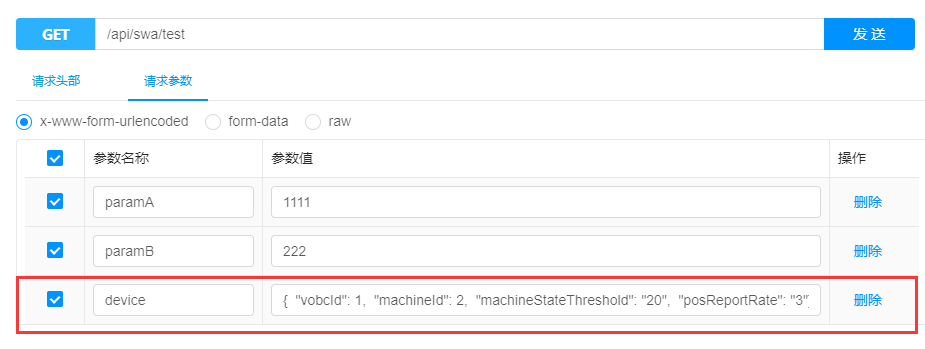 GET /api/swa/test 发 送
请求头部 请求参数
x-www-form-urlencoded form-data raw
参数名称 参数值 操作
paramA 1111 删除
paramB 222 删除
device { "vobcId": 1, "machineId": 2, "machineStateThreshold": "20", "posReportRate": "3"